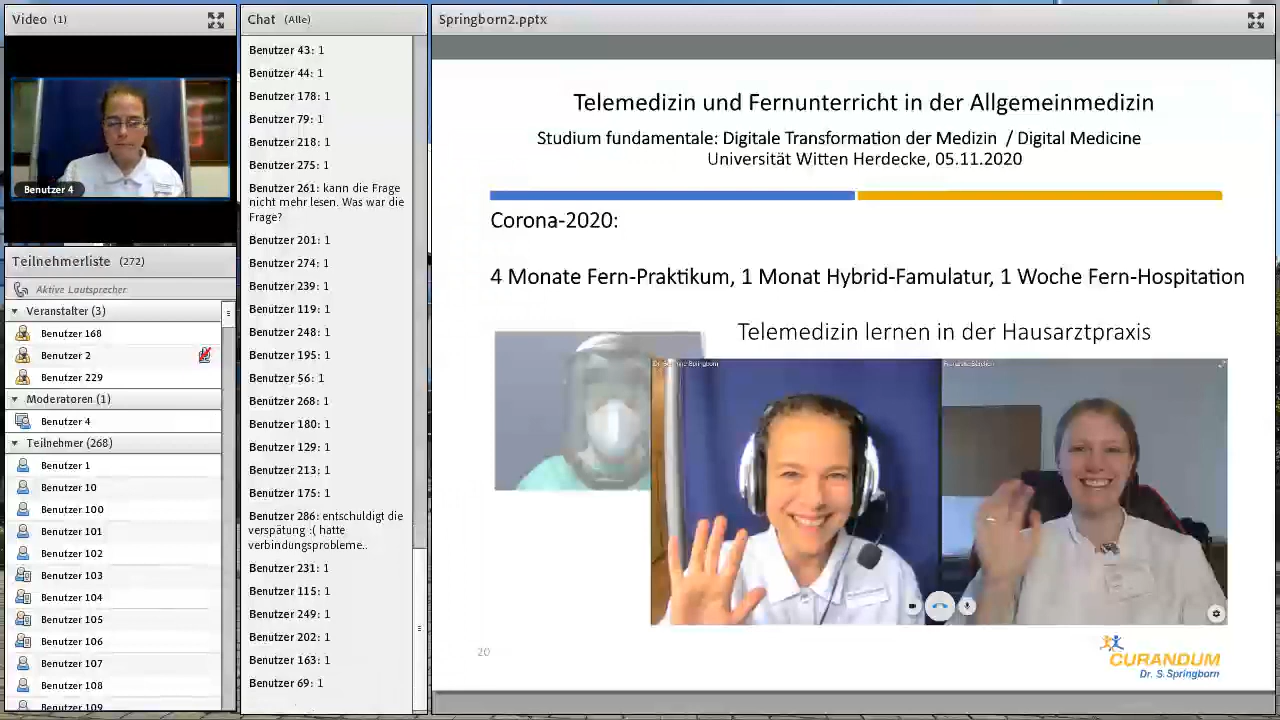 Video (1)
Benutzer 4
Teilnehmerliste (272)
Aktive Lautsprecher
Veranstalter (3)
Benutzer 168
Benutzer 2
Benutzer 229
Moderatoren (1)
Benutzer 4
Teilnehmer (268)
Benutzer 1
Benutzer 10
Benutzer 100
Benutzer 101
Benutzer 102
Benutzer 103
Benutzer 104
Benutzer 105
Benutzer 106
Benutzer 107
Benutzer 108
Benutzer 109
Chat (Alle)
Benutzer 43: 1
Benutzer 44: 1
Benutzer 178: 1
Benutzer 79: 1
Benutzer 218: 1
Benutzer 275: 1
Benutzer 261: kann die Frage
nicht mehr lesen. Was war die
Frage?
Benutzer 201: 1
Benutzer 274: 1
Benutzer 239: 1
Benutzer 119: 1
Benutzer 248: 1
Benutzer 195: 1
Benutzer 56: 1
Benutzer 268: 1
Benutzer 180: 1
Benutzer 129: 1
Benutzer 213: 1
Benutzer 175: 1
Benutzer 286: entschuldigt die
verspätung :( hatte
verbindungsprobleme..
Benutzer 231: 1
Benutzer 115: 1
Benutzer 249: 1
Benutzer 202: 1
Benutzer 163: 1
Benutzer 69: 1
Springborn2.pptx
Telemedizin und Fernunterricht in der Allgemeinmedizin
Studium fundamentale: Digitale Transformation der Medizin / Digital Medicine
Universität Witten Herdecke, 05.11.2020
Corona-2020:
4 Monate Fern-Praktikum, 1 Monat Hybrid-Famulatur, 1 Woche Fern-Hospitation
Telemedizin lernen in der Hausarztpraxis
20
CURANDUM
Dr. S. Springborn